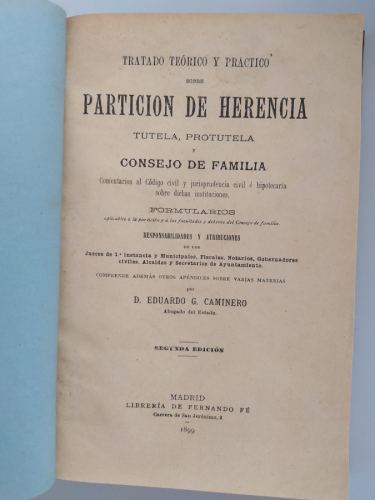 TRATADO TEÓRICO Y PRÁCTICO
SOBRE
PARTICION DE HERENCIA
TUTELA, PROTUTELA
Y
CONSEJO DE FAMILIA
Comentarios al Código civil y jurisprudencia civil é hipotecaria
sobre dichas instituciones.
FORMULARIOS
aplicables á la partición y á las facultades y deberes del Consejo de familia.
RESPONSABILIDADES Y ATRIBUCIONES
DE LOS
Jueces de 1.ª instancia y Municipales, Fiscales, Notarios, Gobernadores
civiles, Alcaldes y Secretarios de Ayuntamiento.
COMPRENDE ADEMÁS OTROS APÉNDICES SOBRE VARIAS MATERIAS
por
D. EDUARDO G. CAMINERO
Abogado del Estado.
SEGUNDA EDICIÓN
MADRID
LIBRERÍA DE FERNANDO FÉ
Carrera de San Jerónimo, 2
1899